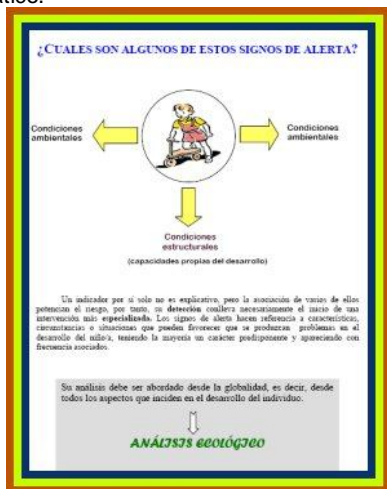 ¿CUALES SON ALGUNOS DE ESTOS SIGNOS DE ALERTA?
Condiciones
ambientales
Condiciones
ambientales
Condiciones
estructurales
(capacidades propias del desarrollo)
Un indicador por si solo no es explicativo, pero la asociación de varios de ellos
potencian el riesgo, por tanto, su detección conlleva necesariamente el inicio de una
intervención más especializada. Los signos de alerta hacen referencia a características,
circunstancias o situaciones que pueden favorecer que se produzcan problemas en el
desarrollo del niño/a, teniendo la mayoría un carácter predisponente y apareciendo con
frecuencia asociados.
Su análisis debe ser abordado desde la globalidad, es decir, desde
todos los aspectos que inciden en el desarrollo del individuo.
ANÁLISIS ECOLÓGICO